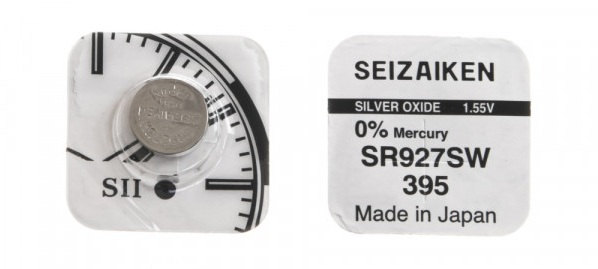 SII
SEIZAIKEN
SILVER OXIDE 1.55V
0% Mercury
SR927SW
395
Made in Japan